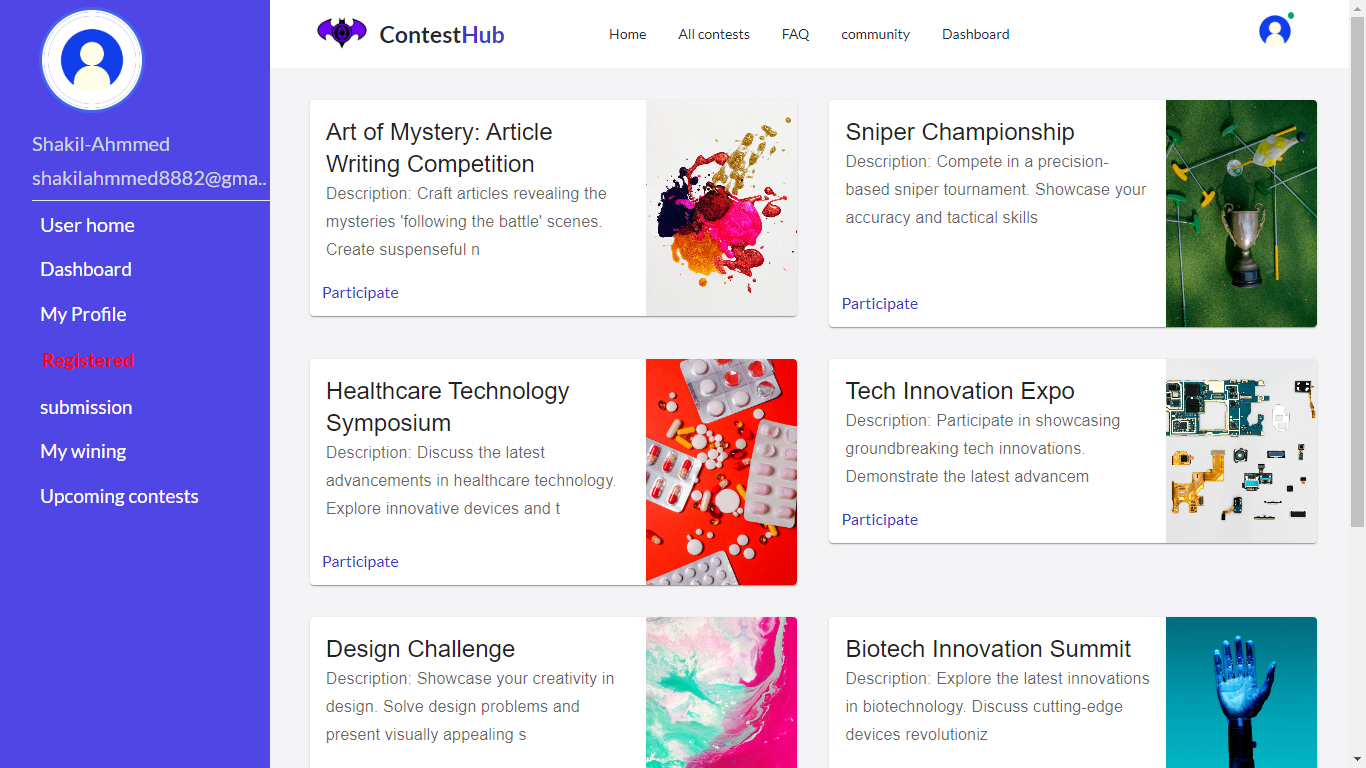 Shakil-Ahmmed
shakilahmmed8882@gma..
User home
Dashboard
My Profile
Registered
submission
My wining
Upcoming contests
ContestHub
Home
All contests
FAQ
community
Dashboard
Art of Mystery: Article
Writing Competition
Description: Craft articles revealing the
mysteries 'following the battle' scenes.
Create suspenseful n
Participate
Sniper Championship
Description: Compete in a precision-
based sniper tournament. Showcase your
accuracy and tactical skills
Participate
Healthcare Technology
Symposium
Description: Discuss the latest
advancements in healthcare technology.
Explore innovative devices and t
Participate
Tech Innovation Expo
Description: Participate in showcasing
groundbreaking tech innovations.
Demonstrate the latest advancem
Participate
Design Challenge
Description: Showcase your creativity in
design. Solve design problems and
present visually appealing s
Biotech Innovation Summit
Description: Explore the latest innovations
in biotechnology. Discuss cutting-edge
devices revolutioniz